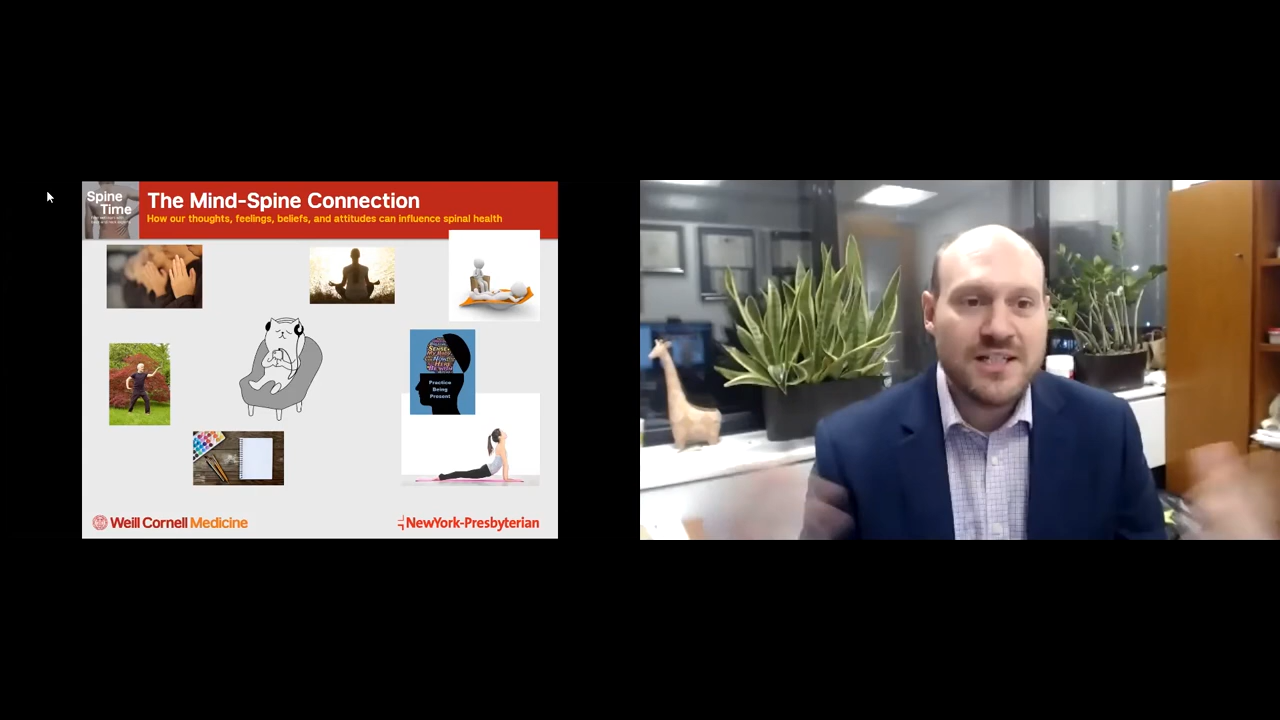 Spine
Time
The Mind-Spine Connection
How our thoughts, feelings, beliefs, and attitudes can influence spinal health
Practice
Being
Present
Weill Cornell Medicine
NewYork-Presbyterian